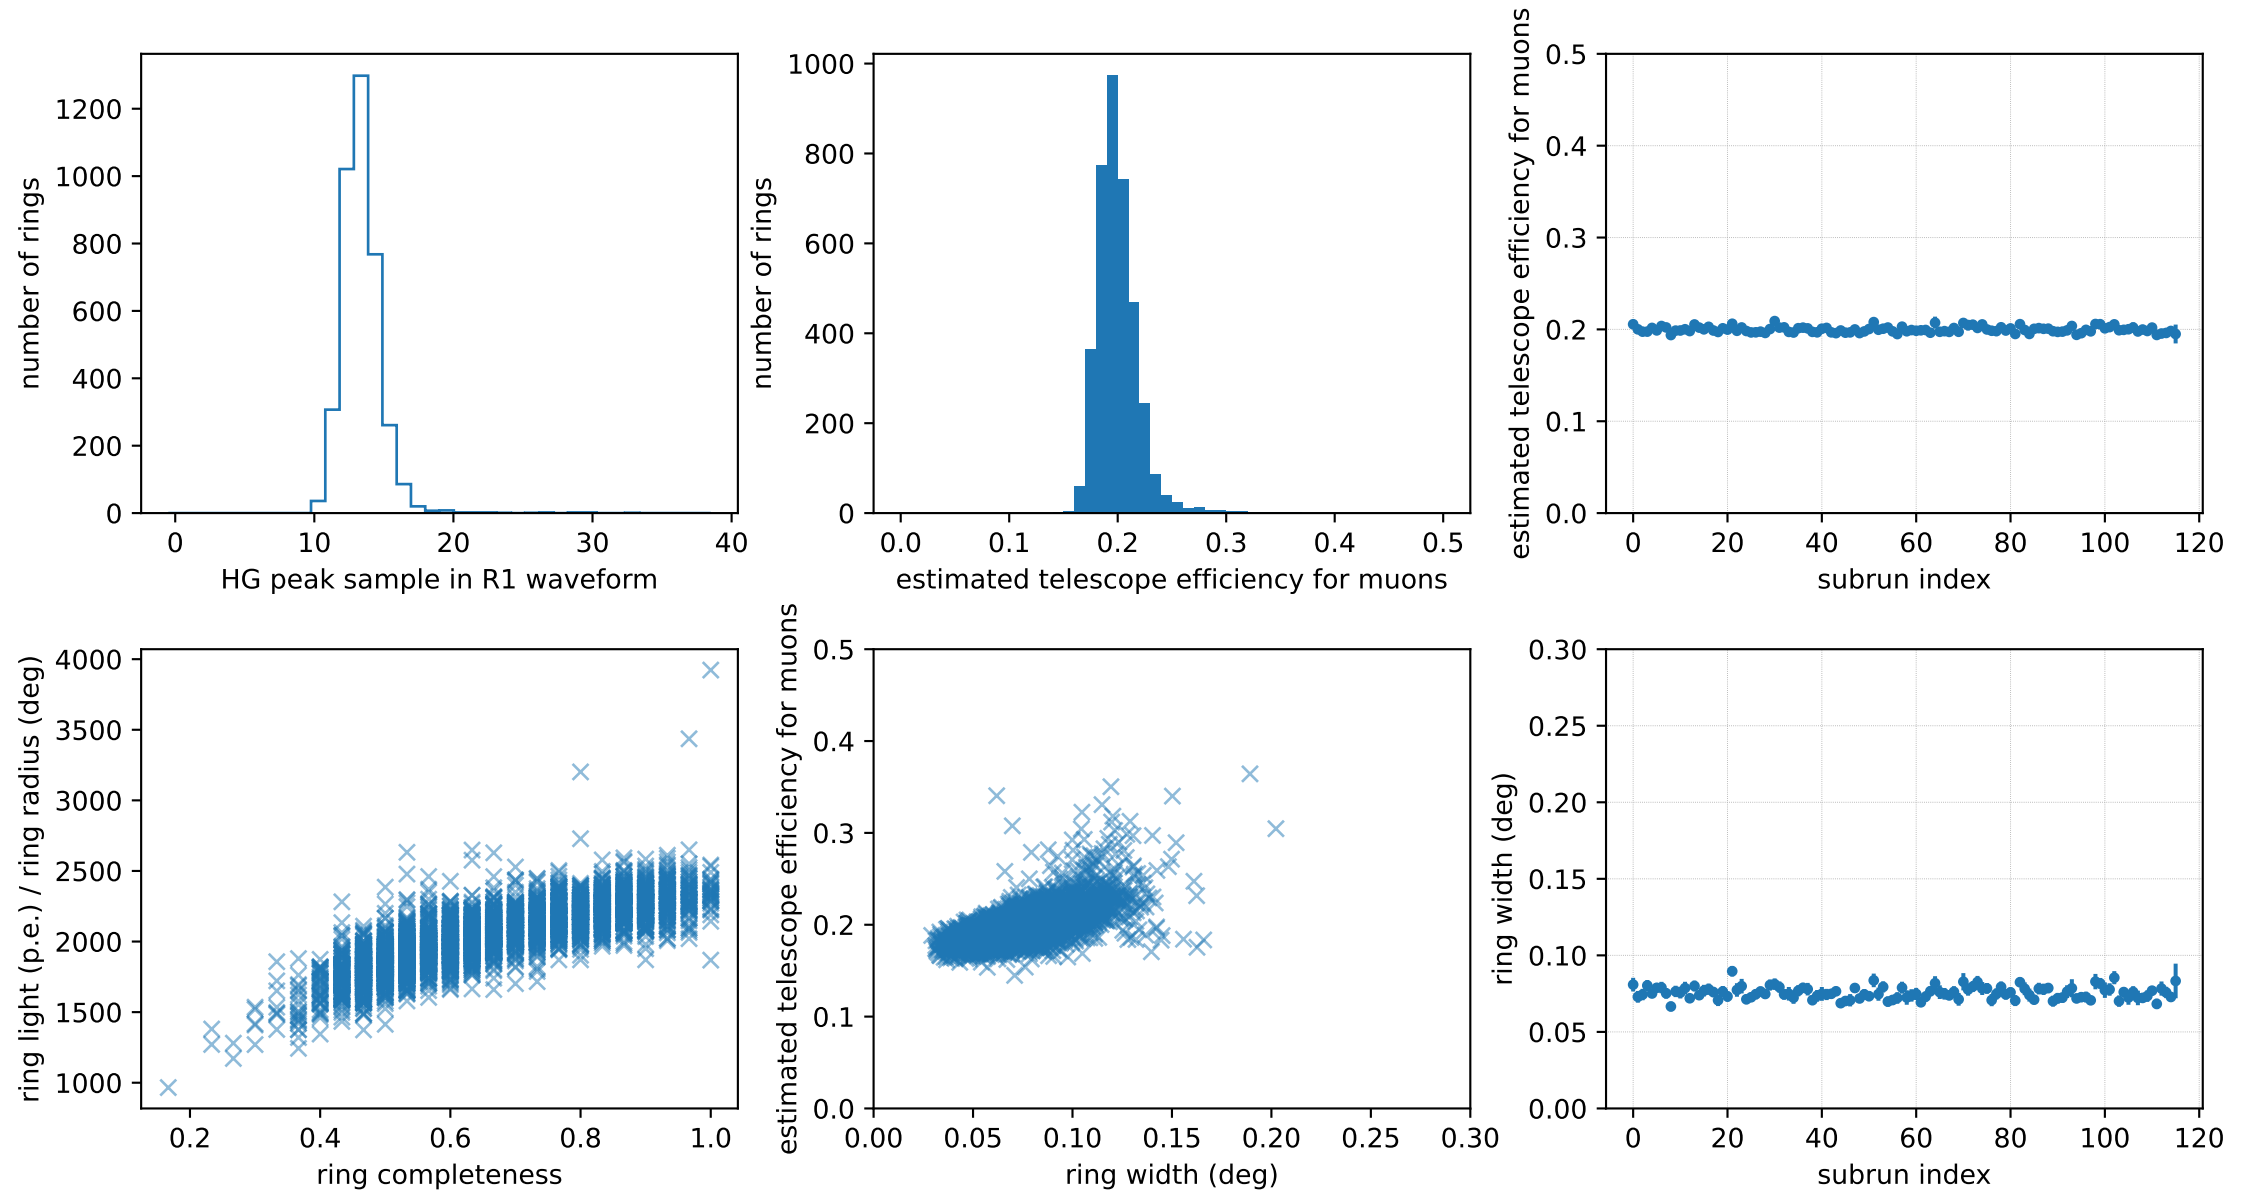 number of rings
1200
1000
800
600
400
200
0
0 10 20 30 40
HG peak sample in R1 waveform
number of rings
1000
800
600
400
200
0
0.0 0.1 0.2 0.3 0.4 0.5
estimated telescope efficiency for muons
estimated telescope efficiency for muons
0.5
0.4
0.3
0.2
0.1
0.0
0 20 40 60 80 100 120
subrun index
ring light (p.e.) / ring radius (deg)
4000
3500
3000
2500
2000
1500
1000
0.2 0.4 0.6 0.8 1.0
ring completeness
estimated telescope efficiency for muons
0.5
0.4
0.3
0.2
0.1
0.0
0.00 0.05 0.10 0.15 0.20 0.25 0.30
ring width (deg)
ring width (deg)
0.30
0.25
0.20
0.15
0.10
0.05
0.00
0 20 40 60 80 100 120
subrun index